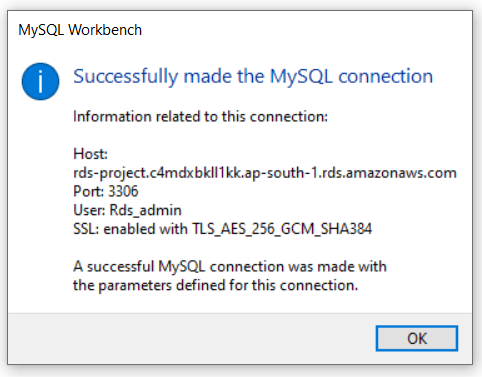 MySQL Workbench
Successfully made the MySQL connection
Information related to this connection:
Host:
rds-project.c4mdxbkll1kk.ap-south-1.rds.amazonaws.com
Port: 3306
User: Rds_admin
SSL: enabled with TLS_AES_256_GCM_SHA384
A successful MySQL connection was made with
the parameters defined for this connection.
OK